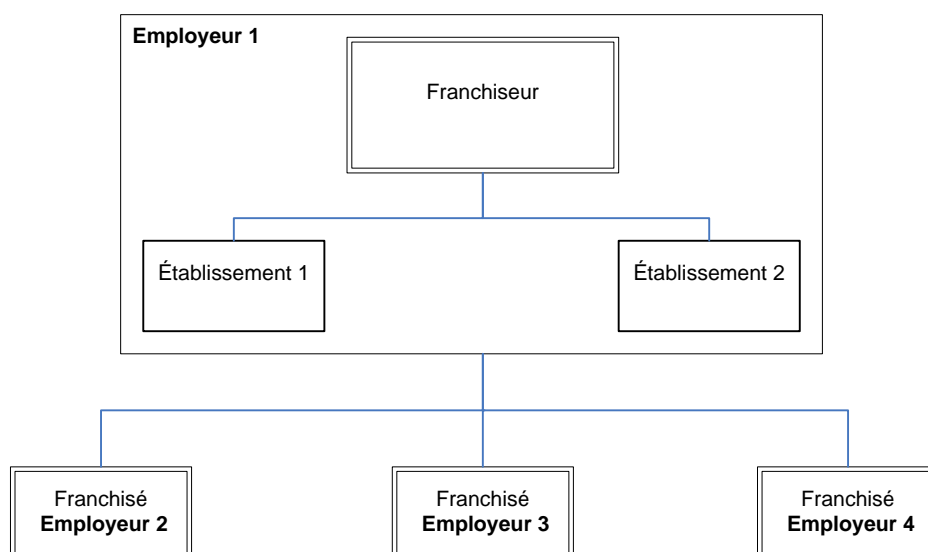 Employeur 1
Franchiseur
Établissement 1
Établissement 2
Franchisé
Employeur 2
Franchisé
Employeur 3
Franchisé
Employeur 4